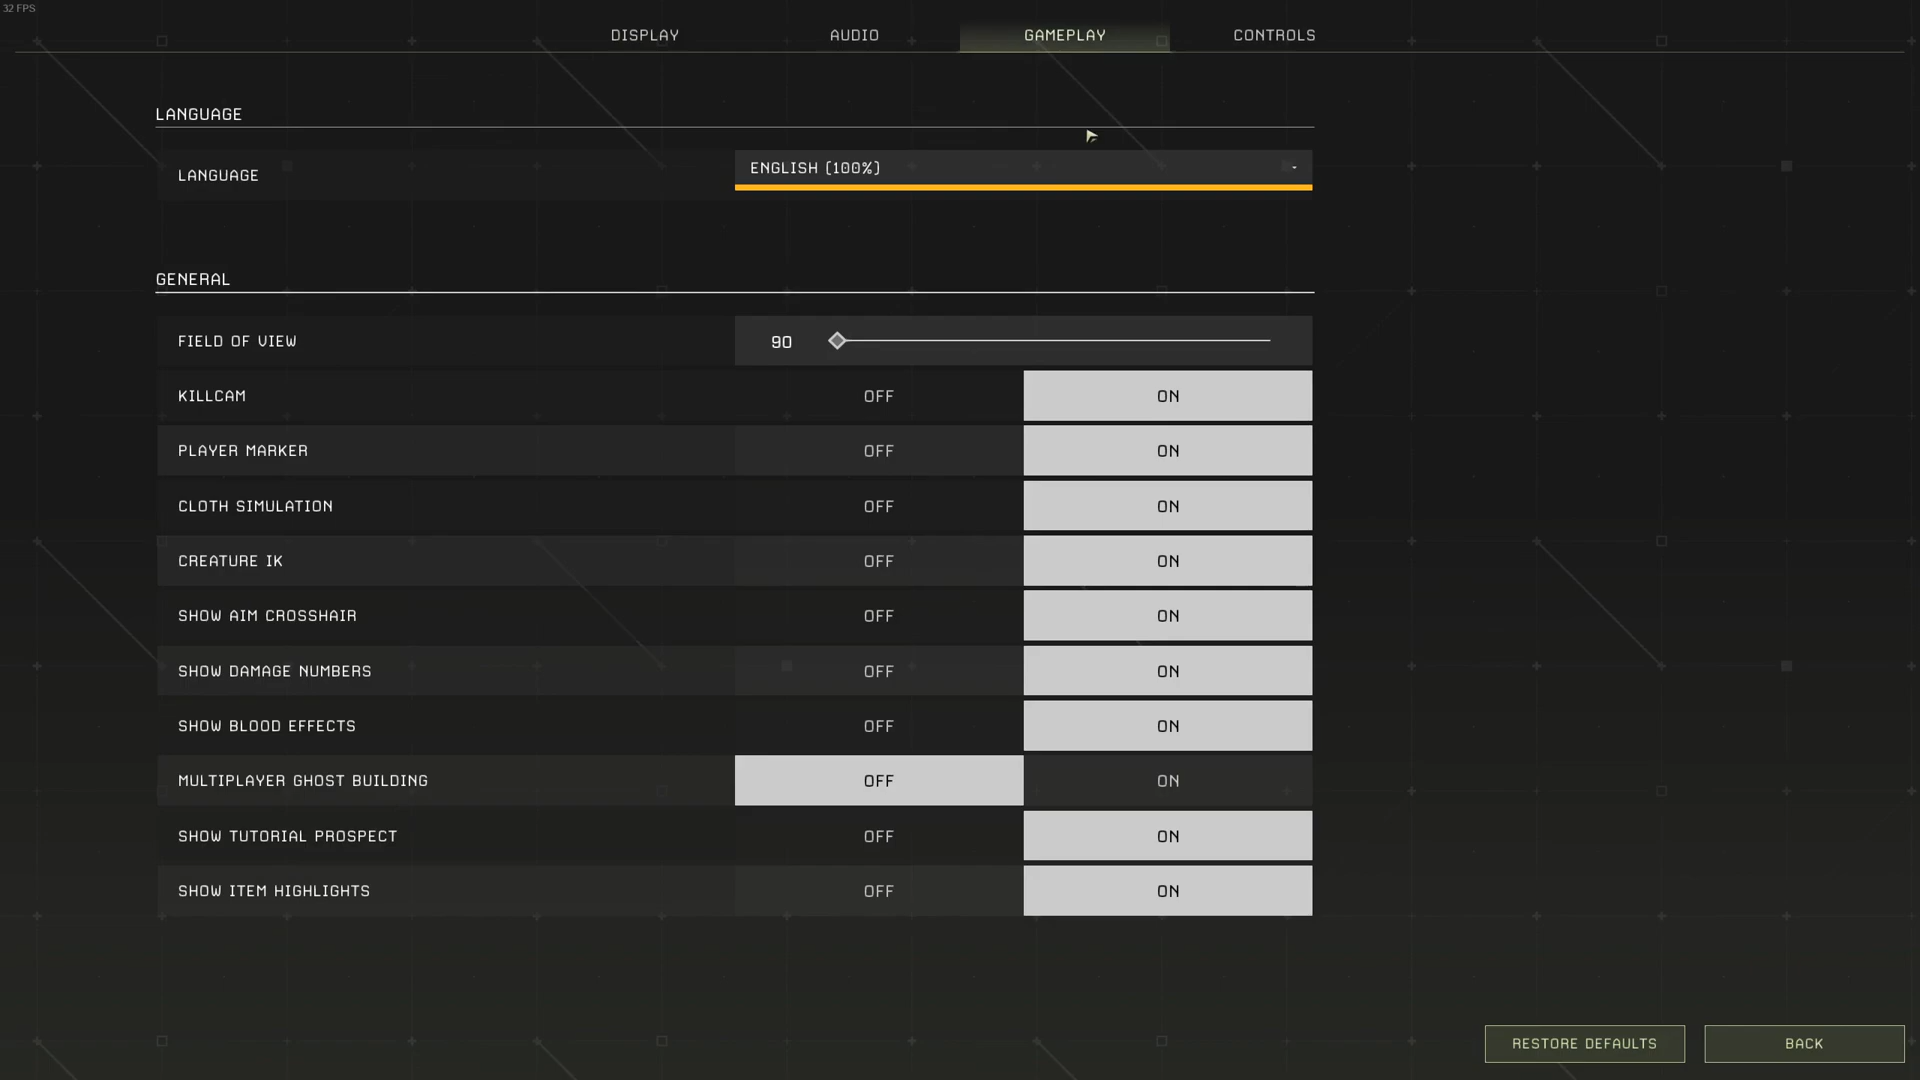 32 FPS
DISPLAY AUDIO GAMEPLAY CONTROLS
LANGUAGE
LANGUAGE ENGLISH (100%)
GENERAL
FIELD OF VIEW 90
KILLCAM OFF ON
PLAYER MARKER OFF ON
CLOTH SIMULATION OFF ON
CREATURE IK OFF ON
SHOW AIM CROSSHAIR OFF ON
SHOW DAMAGE NUMBERS OFF ON
SHOW BLOOD EFFECTS OFF ON
MULTIPLAYER GHOST BUILDING OFF ON
SHOW TUTORIAL PROSPECT OFF ON
SHOW ITEM HIGHLIGHTS OFF ON
RESTORE DEFAULTS BACK